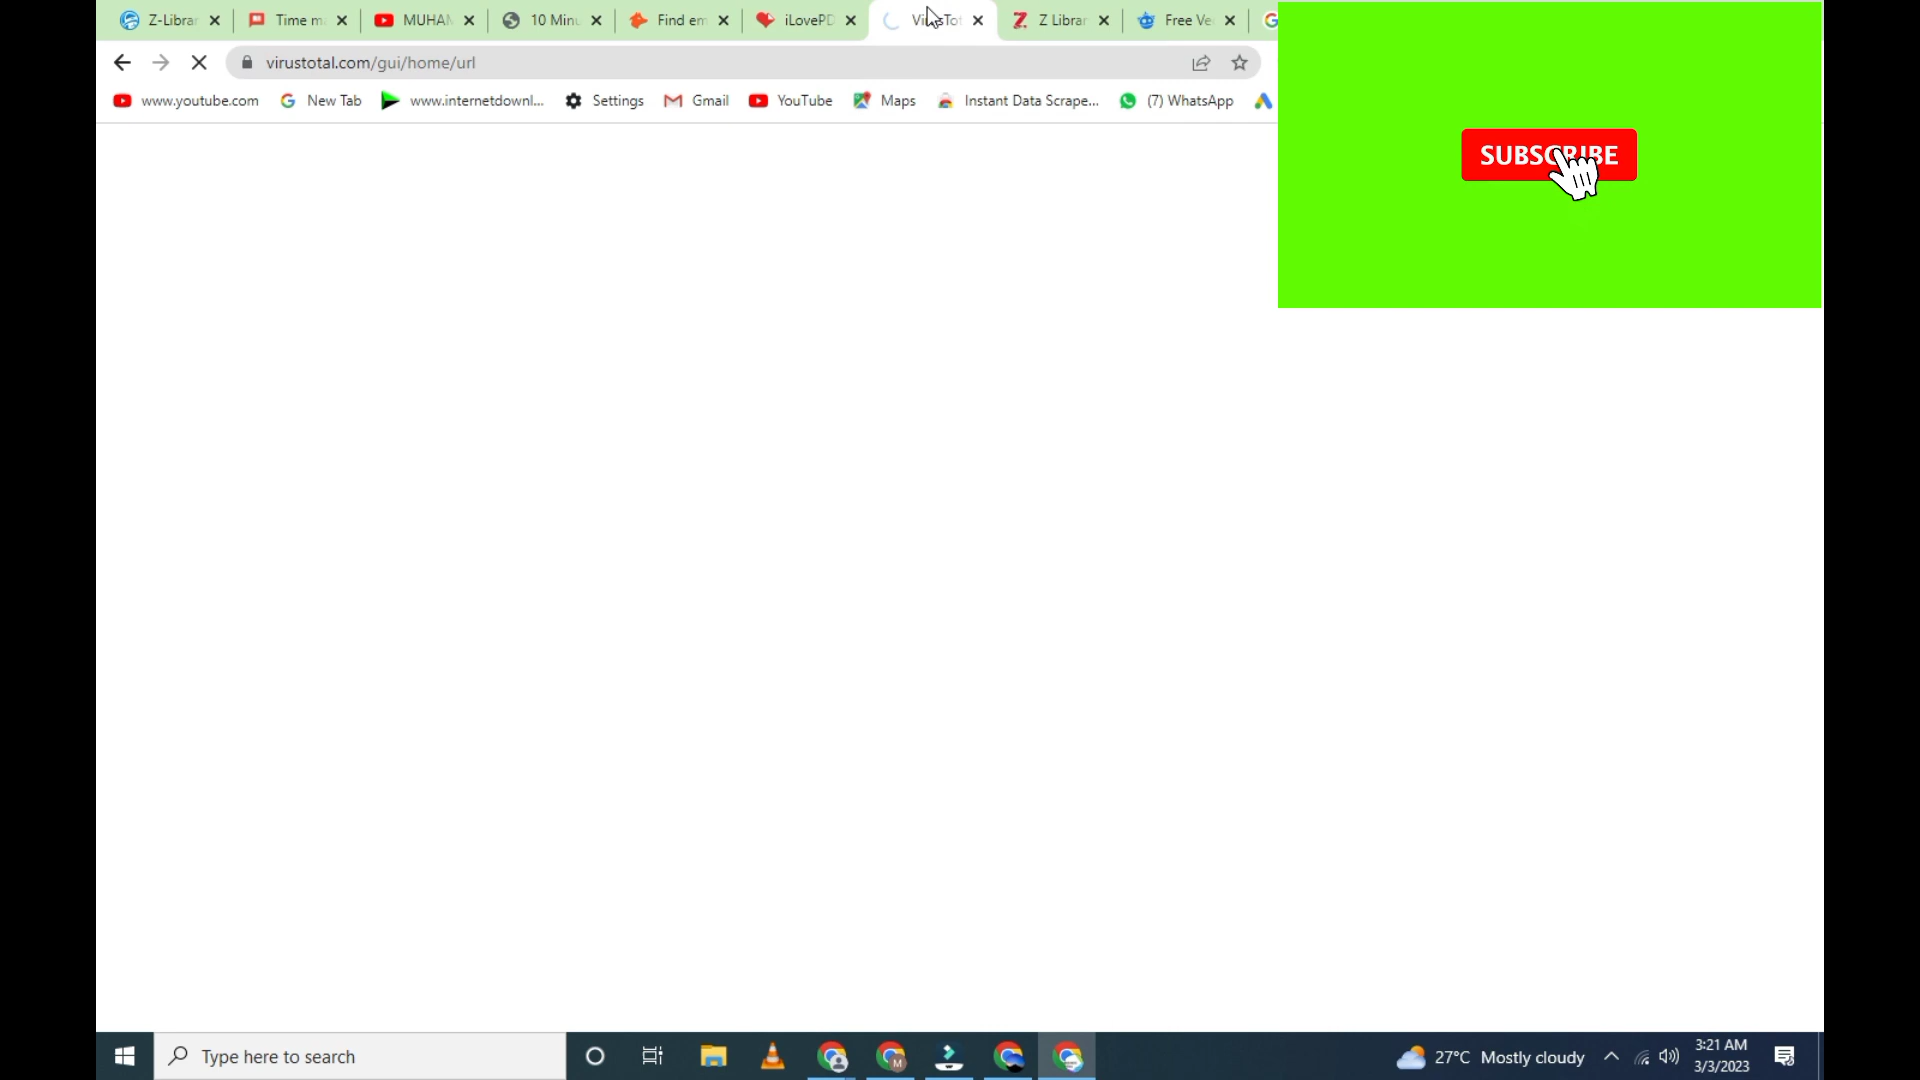 Z-Librar
Time m
MUHAM
10 Minu
Find em
iLovePD
VirusTot
Z Librar
Free Ve
virustotal.com/gui/home/url
www.youtube.com
New Tab
www.internetdownl...
Settings
Gmail
YouTube
Maps
Instant Data Scrape...
(7) WhatsApp
SUBSCRIBE
Type here to search
27°C Mostly cloudy
3:21 AM
3/3/2023